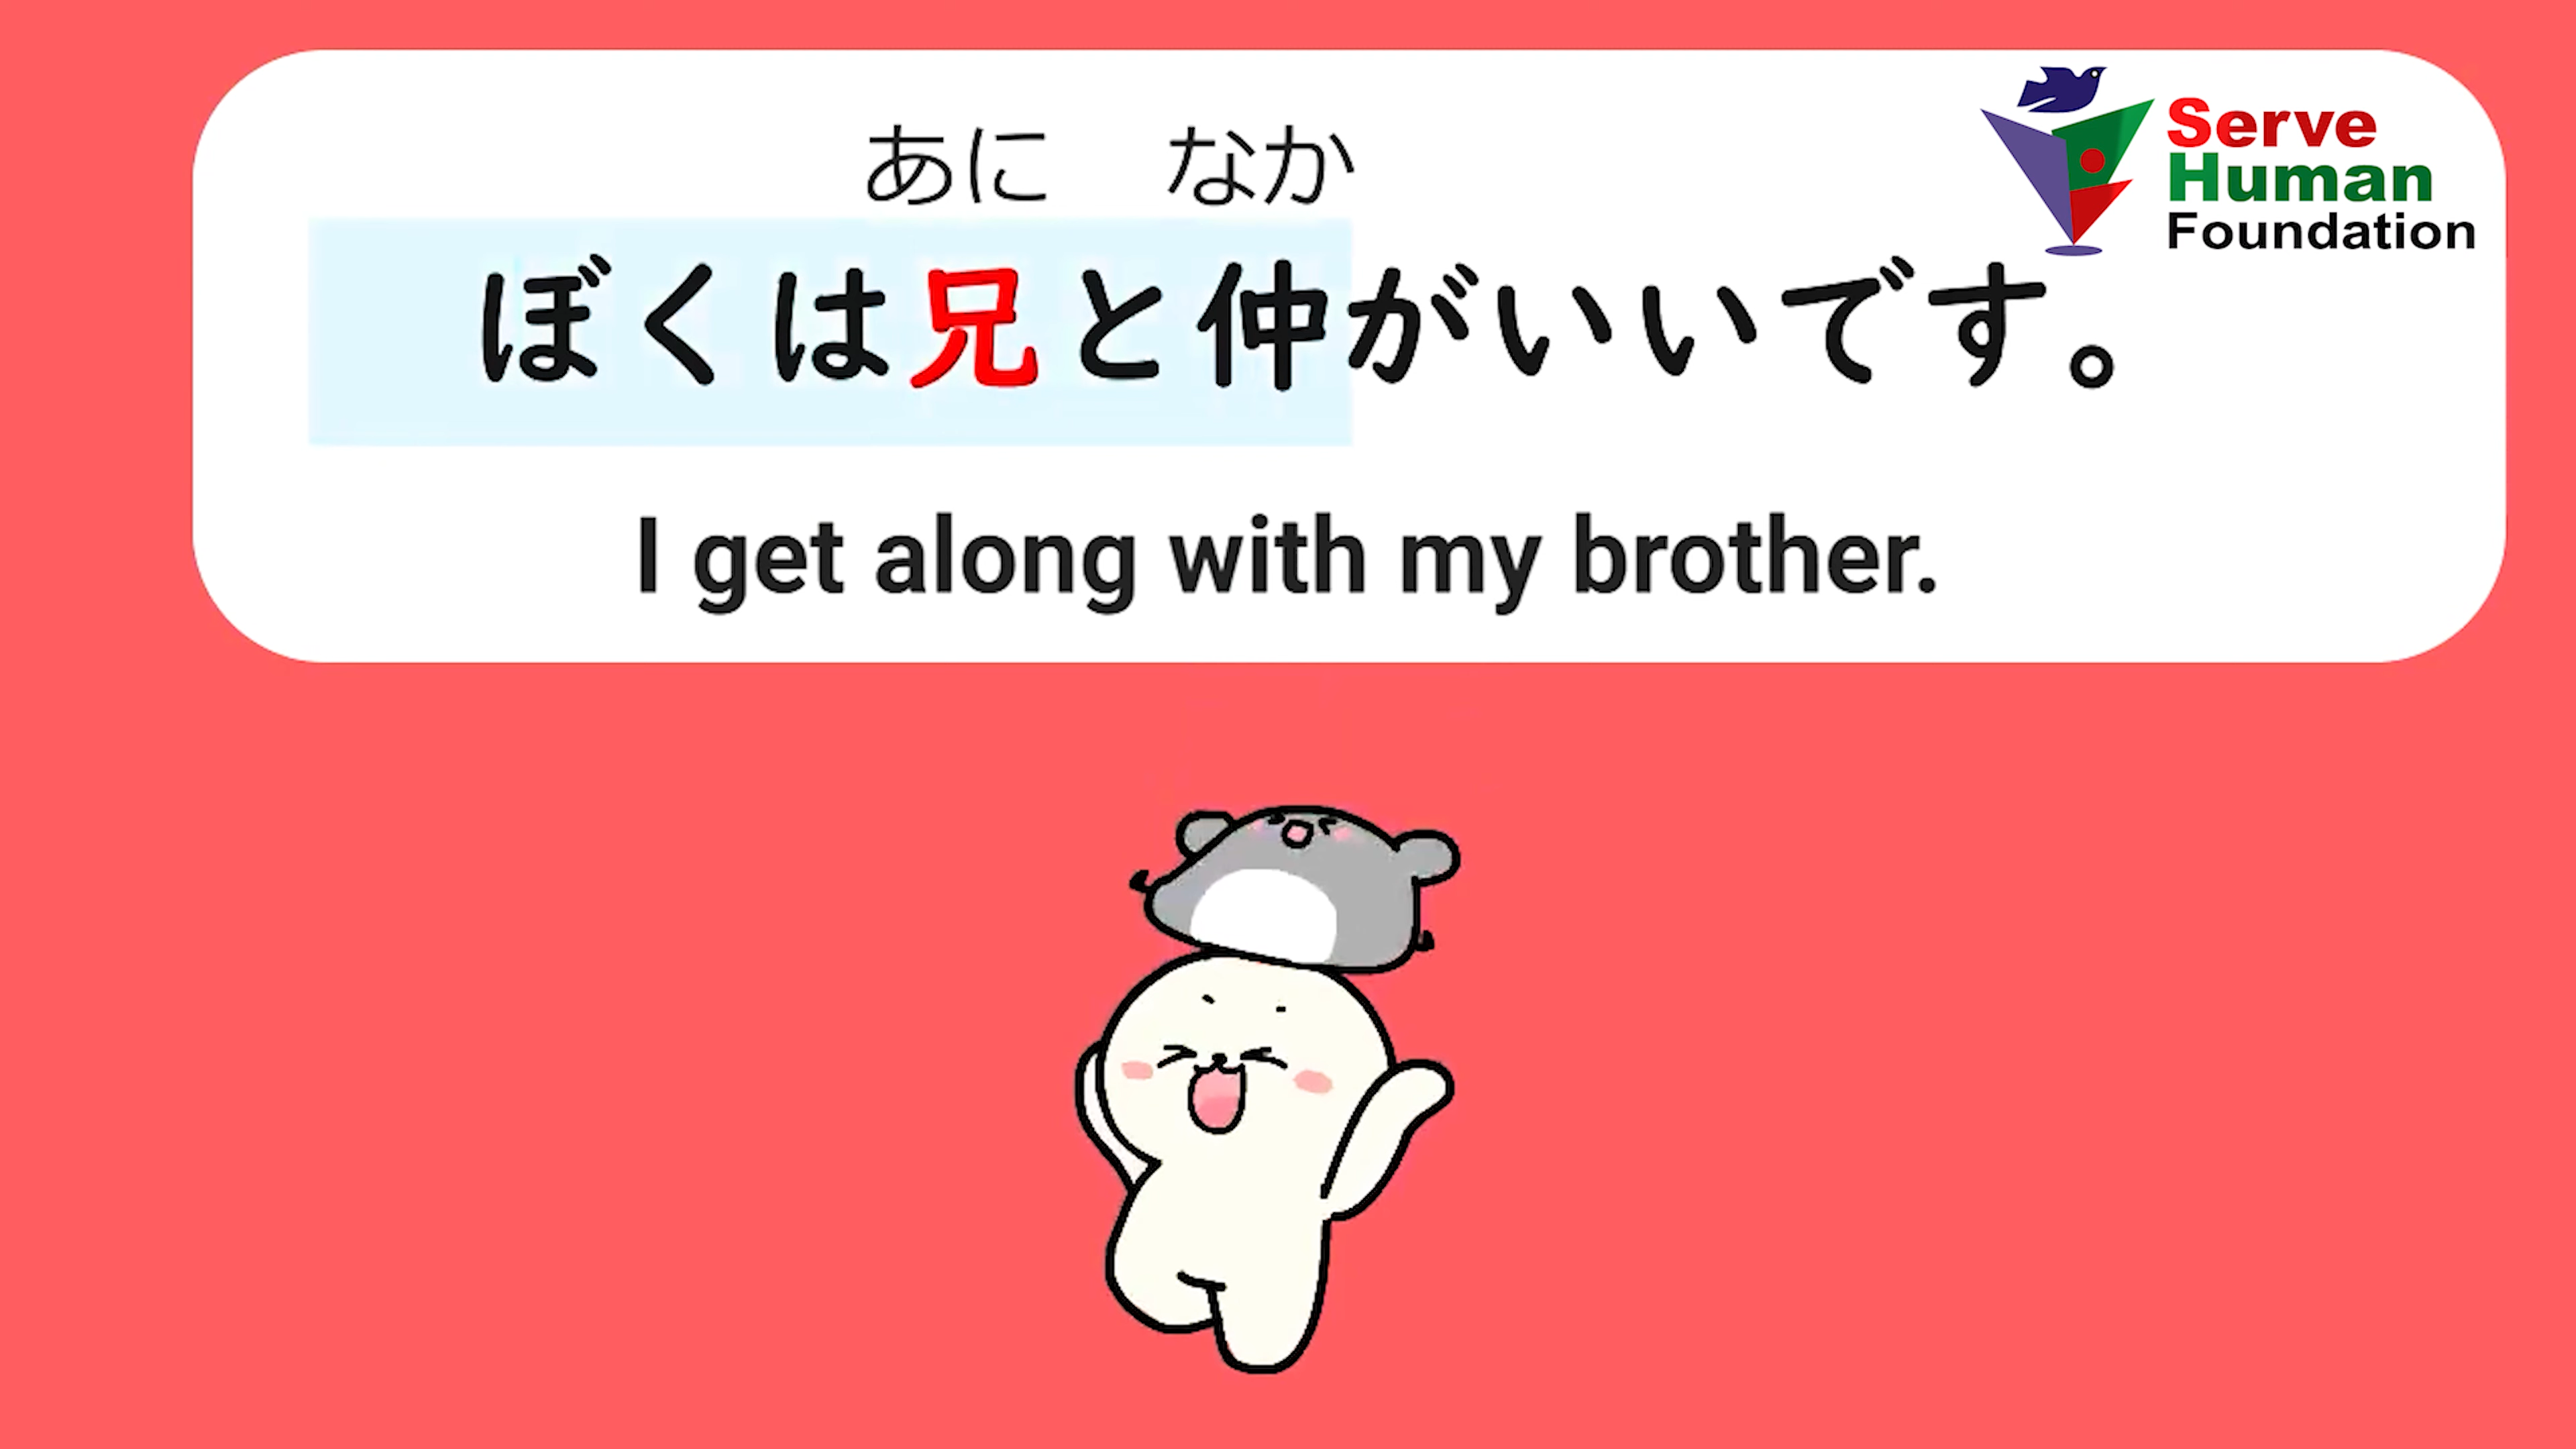 Serve
Human
Foundation
あに なか
ぼくは兄と仲がいいです。
I get along with my brother.